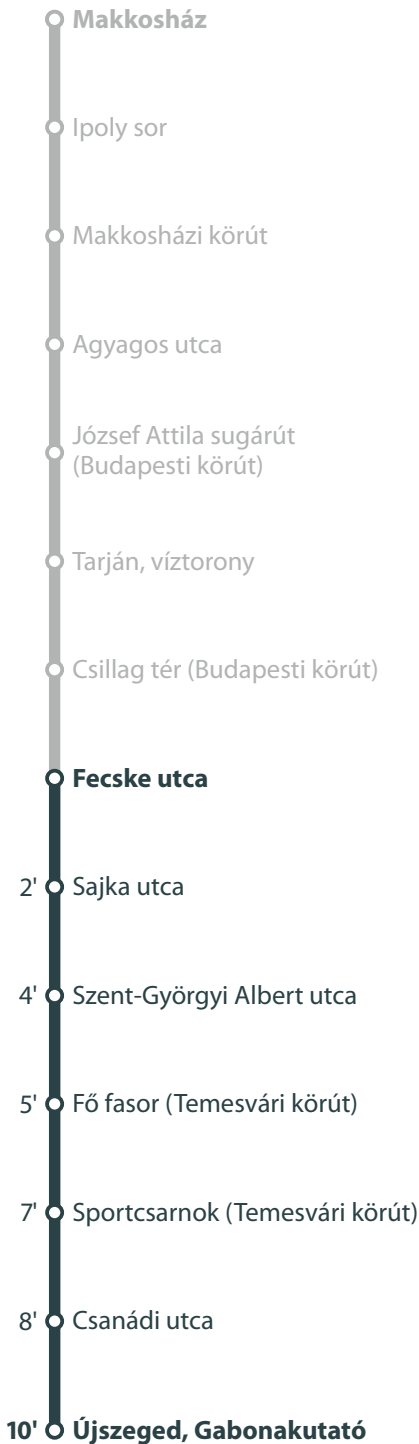 Makkosház
Ipoly sor
Makkosházi körút
Agyagos utca
József Attila sugárút
(Budapesti körút)
Tarján, víztorony
Csillag tér (Budapesti körút)
Fecske utca
2' Sajka utca
4' Szent-Györgyi Albert utca
5' Fő fasor (Temesvári körút)
7' Sportcsarnok (Temesvári körút)
8' Csanádi utca
10' Újszeged, Gabonakutató